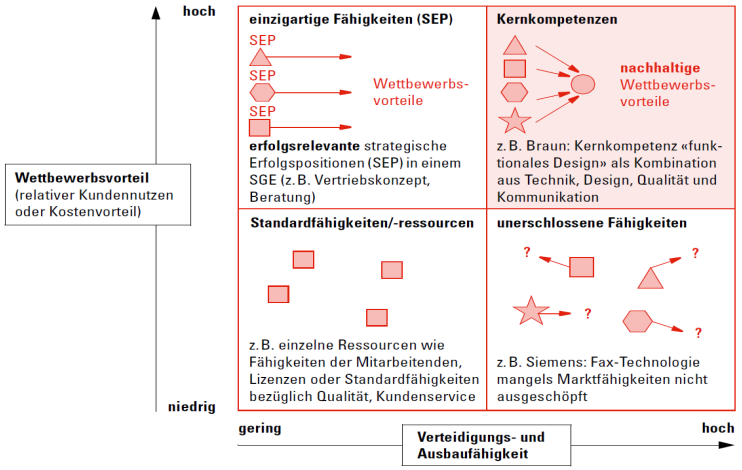 hoch
Wettbewerbsvorteil
(relativer Kundennutzen
oder Kostenvorteil)
niedrig
einzigartige Fähigkeiten (SEP)
SEP
SEP
SEP
Wettbewerbs-
vorteile
erfolgsrelevante strategische
Erfolgspositionen (SEP) in einem
SGE (z. B. Vertriebskonzept,
Beratung)
Kernkompetenzen
nachhaltige
Wettbewerbs-
vorteile
z. B. Braun: Kernkompetenz «funk-
tionales Design» als Kombination
aus Technik, Design, Qualität und
Kommunikation
Standardfähigkeiten/-ressourcen
z. B. einzelne Ressourcen wie
Fähigkeiten der Mitarbeitenden,
Lizenzen oder Standardfähigkeiten
bezüglich Qualität, Kundenservice
unerschlossene Fähigkeiten
?
?
?
?
z. B. Siemens: Fax-Technologie
mangels Marktfähigkeiten nicht
ausgeschöpft
gering
Verteidigungs- und
Ausbaufähigkeit
hoch